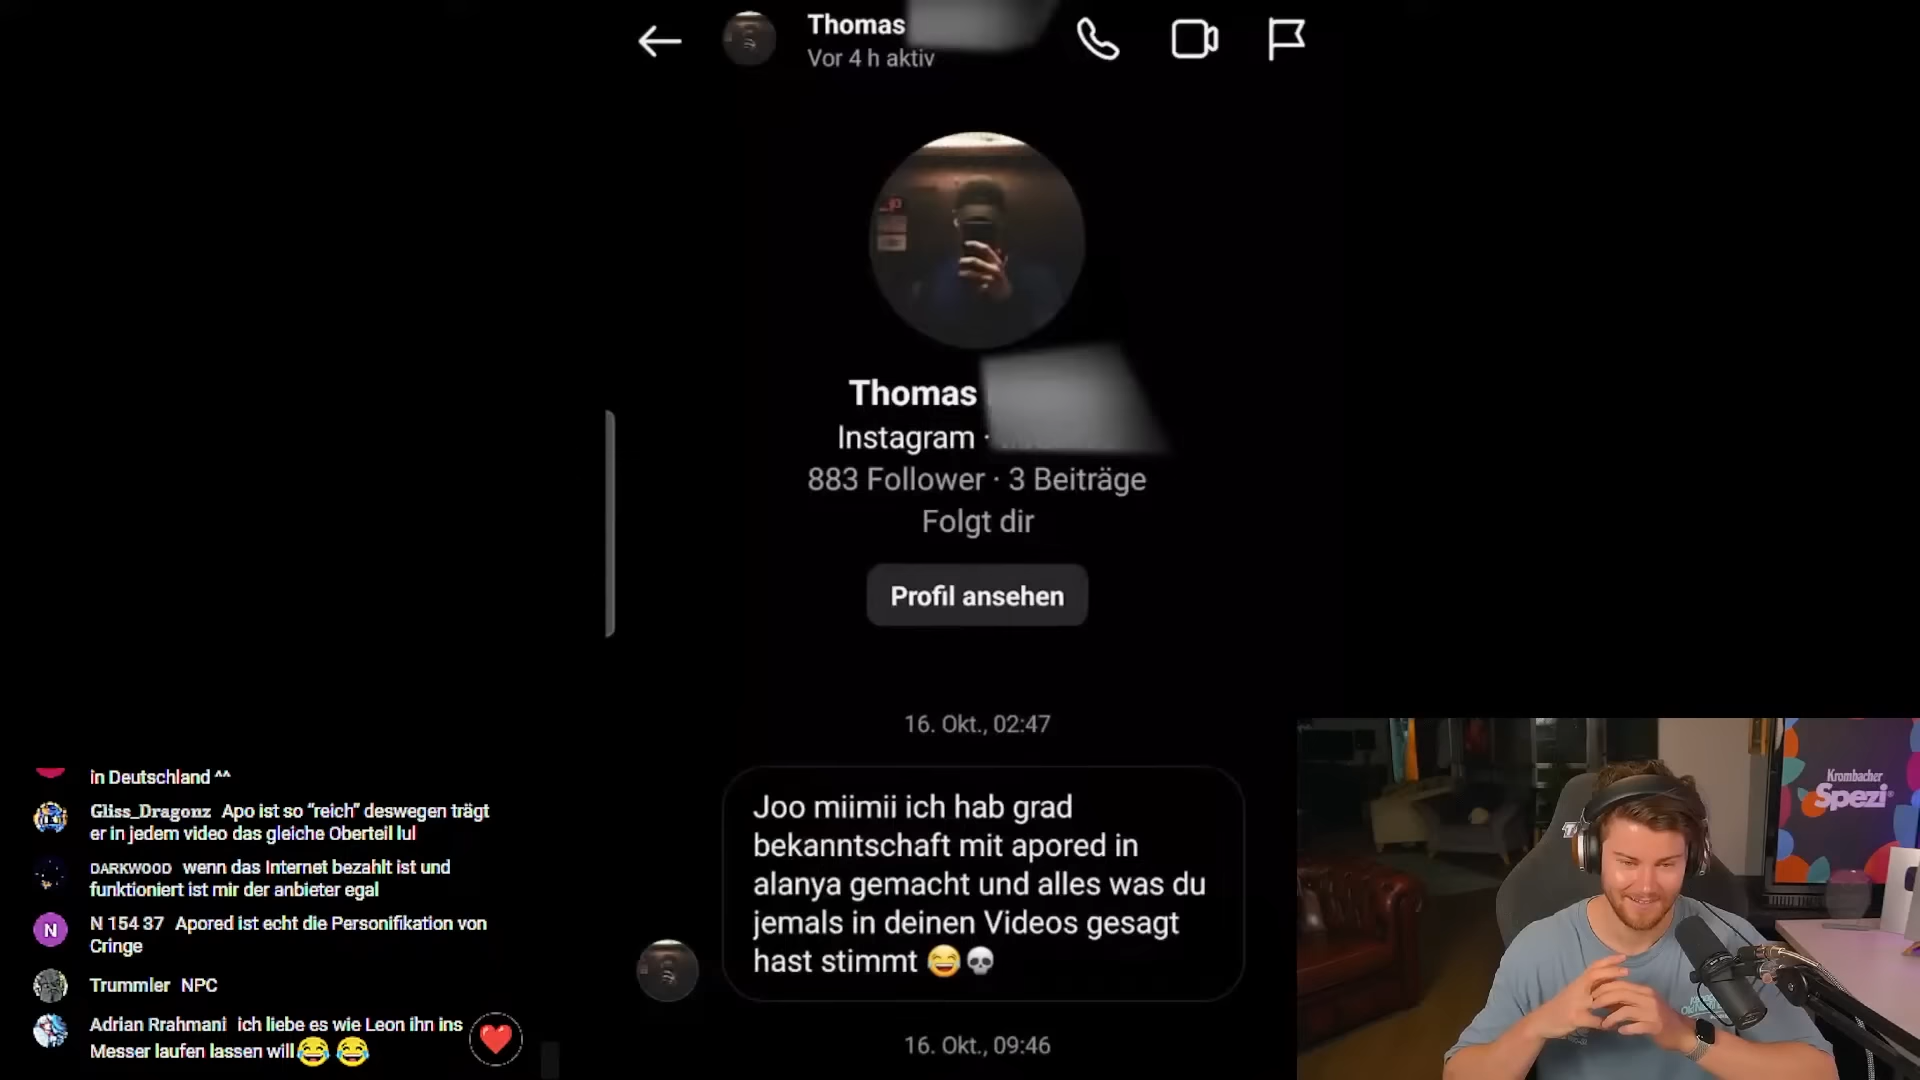 Thomas
Vor 4 h aktiv
Thomas
Instagram ·
883 Follower · 3 Beiträge
Folgt dir
Profil ansehen
16. Okt., 02:47
Joo miimii ich hab grad
bekanntschaft mit apored in
alanya gemacht und alles was du
jemals in deinen Videos gesagt
hast stimmt 😂💀
16. Okt., 09:46
in Deutschland ^^
Gliss_Dragonz Apo ist so “reich” deswegen trägt
er in jedem video das gleiche Oberteil lul
DARKWOOD wenn das Internet bezahlt ist und
funktioniert ist mir der anbieter egal
N
N 154 37 Apored ist echt die Personifikation von
Cringe
Trummler NPC
Adrian Rrahmani ich liebe es wie Leon ihn ins
Messer laufen lassen will😂 😂
Krombacher
Spezi